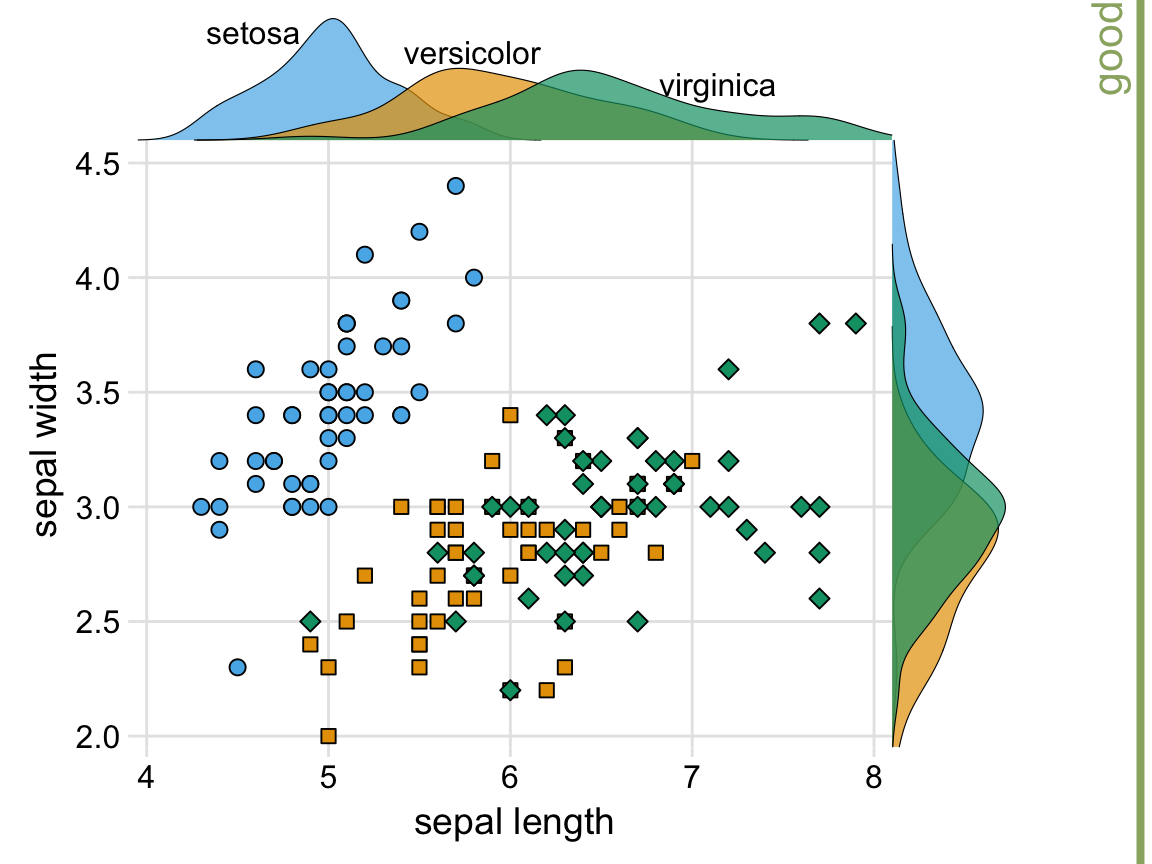 good
setosa
versicolor
virginica
4.5
4.0
3.5
3.0
2.5
2.0
sepal width
4 5 6 7 8
sepal length